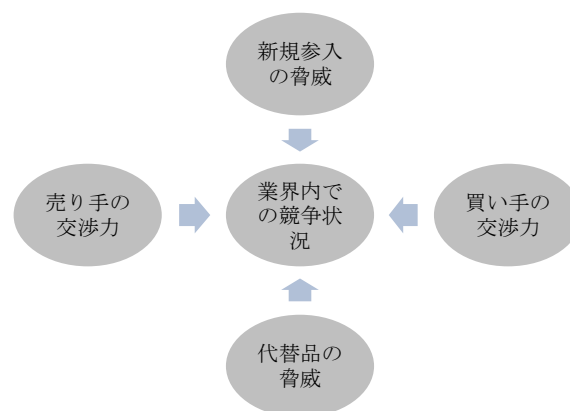 新規参入
の脅威
売り手の
交渉力
業界内で
の競争状
況
買い手の
交渉力
代替品の
脅威